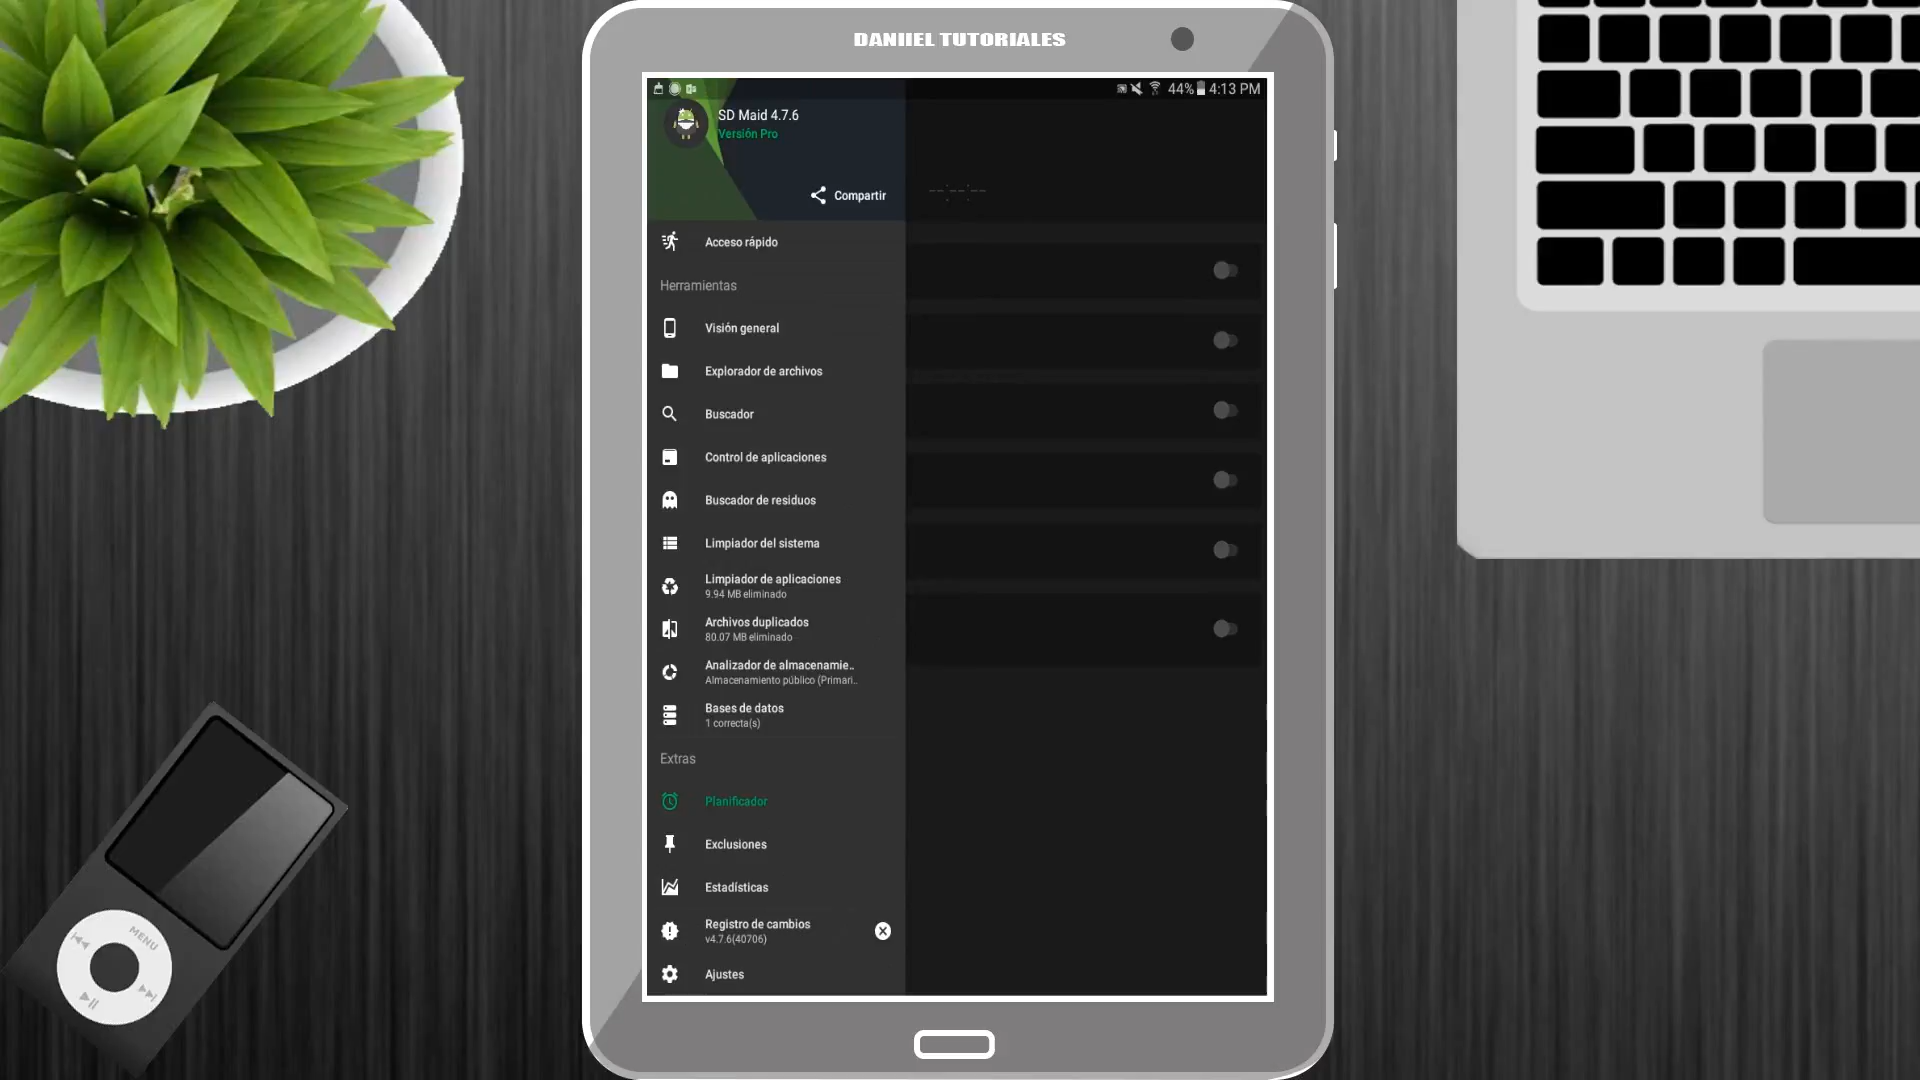 DANIIEL TUTORIALES
44% 4:13 PM
SD Maid 4.7.6
Versión Pro
Compartir
--:--:--
Acceso rápido
Herramientas
Visión general
Explorador de archivos
Buscador
Control de aplicaciones
Buscador de residuos
Limpiador del sistema
Limpiador de aplicaciones
9.94 MB eliminado
Archivos duplicados
80.07 MB eliminado
Analizador de almacenamie..
Almacenamiento público (Primari..
Bases de datos
1 correcta(s)
Extras
Planificador
Exclusiones
Estadísticas
Registro de cambios
v4.7.6(40706)
Ajustes
MENU